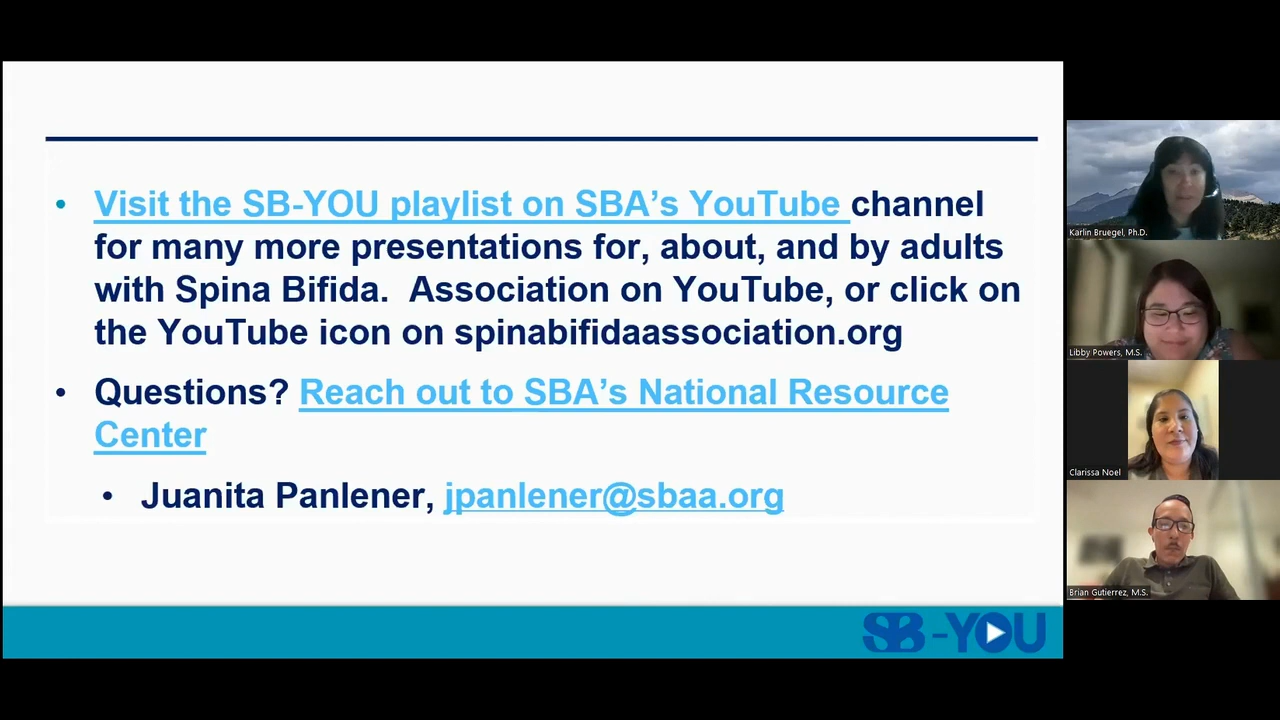 Visit the SB-YOU playlist on SBA’s YouTube channel
for many more presentations for, about, and by adults
with Spina Bifida.  Association on YouTube, or click on
the YouTube icon on spinabifidaassociation.org
Questions? Reach out to SBA’s National Resource
Center
Juanita Panlener, jpanlener@sbaa.org
SB-YOU
Karlin Bruegel, Ph.D.
Libby Powers, M.S.
Clarissa Noel
Brian Gutierrez, M.S.